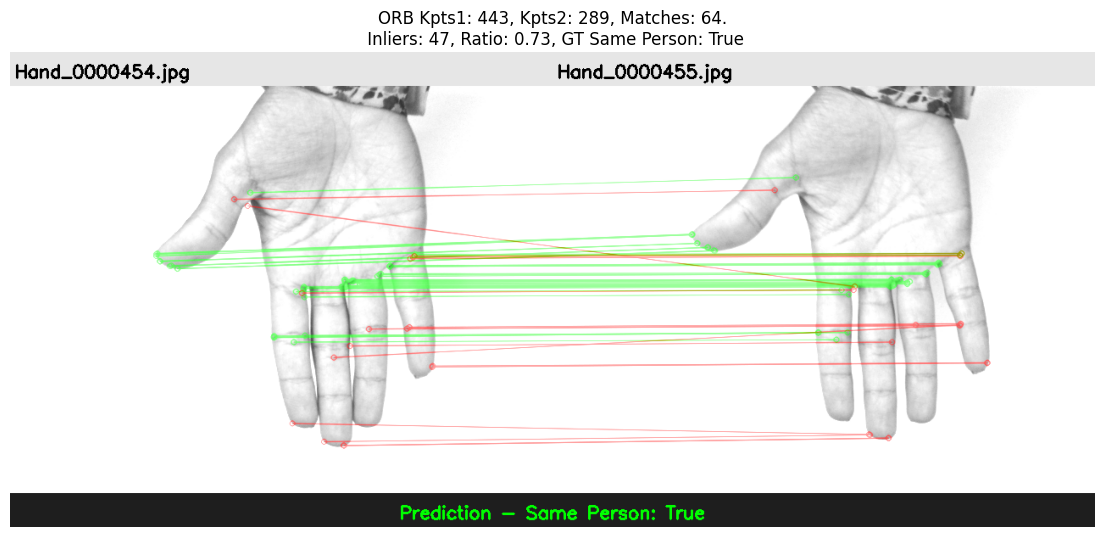 ORB Kpts1: 443, Kpts2: 289, Matches: 64.
Inliers: 47, Ratio: 0.73, GT Same Person: True
Hand_0000454.jpg
Hand_0000455.jpg
Prediction - Same Person: True